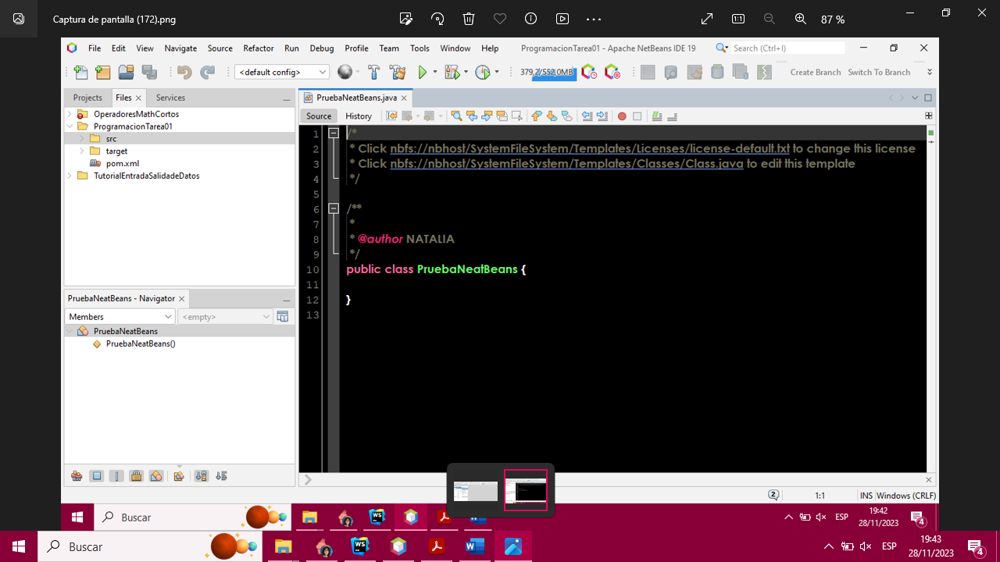 Captura de pantalla (172).png
87 %
File Edit View Navigate Source Refactor Run Debug Profile Team Tools Window Help ProgramacionTarea01 - Apache NetBeans IDE 19 Search (Ctrl+I)
<default config> 379,2/552,0MB Create Branch Switch To Branch
Projects Files Services
PruebaNeatBeans.java
OperadoresMathCortos
ProgramacionTarea01
src
target
pom.xml
TutorialEntradaSalidadeDatos
Source History
1 /*
2 * Click nbfs://nbhost/SystemFileSystem/Templates/Licenses/license-default.txt to change this license
3 * Click nbfs://nbhost/SystemFileSystem/Templates/Classes/Class.java to edit this template
4 */
5
6 /**
7 *
8 * @author NATALIA
9 */
10 public class PruebaNeatBeans {
11
12 }
13
PruebaNeatBeans - Navigator
Members <empty>
PruebaNeatBeans
PruebaNeatBeans()
2 1:1 INS Windows (CRLF)
Buscar WS ESP 19:42
28/11/2023 4
Buscar WS W ESP 19:43
28/11/2023 4